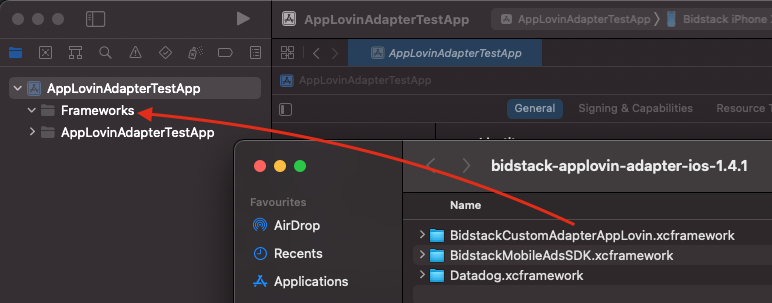 AppLovinAdapterTestApp
AppLovinAdapterTestApp
Bidstack iPhone
AppLovinAdapterTestApp
AppLovinAdapterTestApp
AppLovinAdapterTestApp
Frameworks
General
Signing & Capabilities
Resource T
AppLovinAdapterTestApp
bidstack-applovin-adapter-ios-1.4.1
Favourites
Name
AirDrop
BidstackCustomAdapterAppLovin.xcframework
Recents
BidstackMobileAdsSDK.xcframework
Applications
Datadog.xcframework